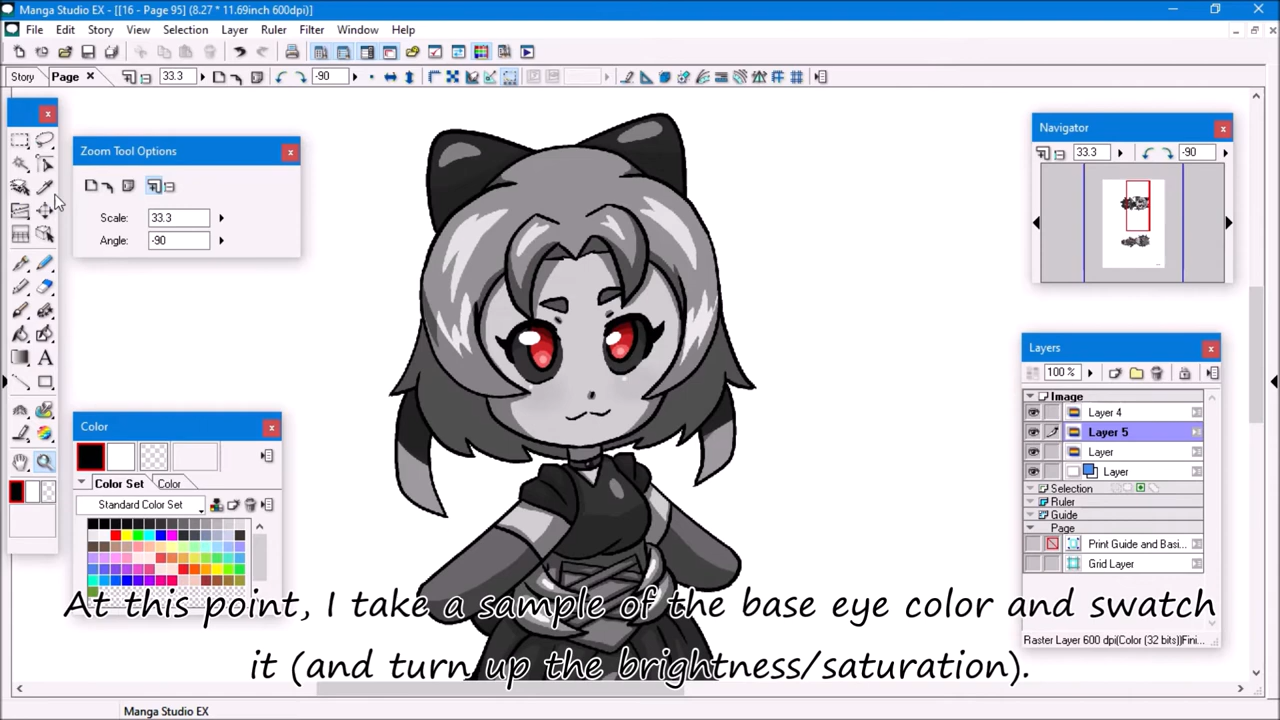 Manga Studio EX - [[16 - Page 95]] (8.27 * 11.69inch 600dpi)]
File Edit Story View Selection Layer Ruler Filter Window Help
Story Page 33.3 -90
Zoom Tool Options
Scale: 33.3
Angle: -90
Navigator
33.3 -90
Layers
100 %
Image
Layer 4
Layer 5
Layer
Layer
Selection
Ruler
Guide
Page
Print Guide and Basi...
Grid Layer
Raster Layer 600 dpi(Color (32 bits))Fini
Color
Color Set Color
Standard Color Set
At this point, I take a sample of the base eye color and swatch
it (and turn up the brightness/saturation).
Manga Studio EX